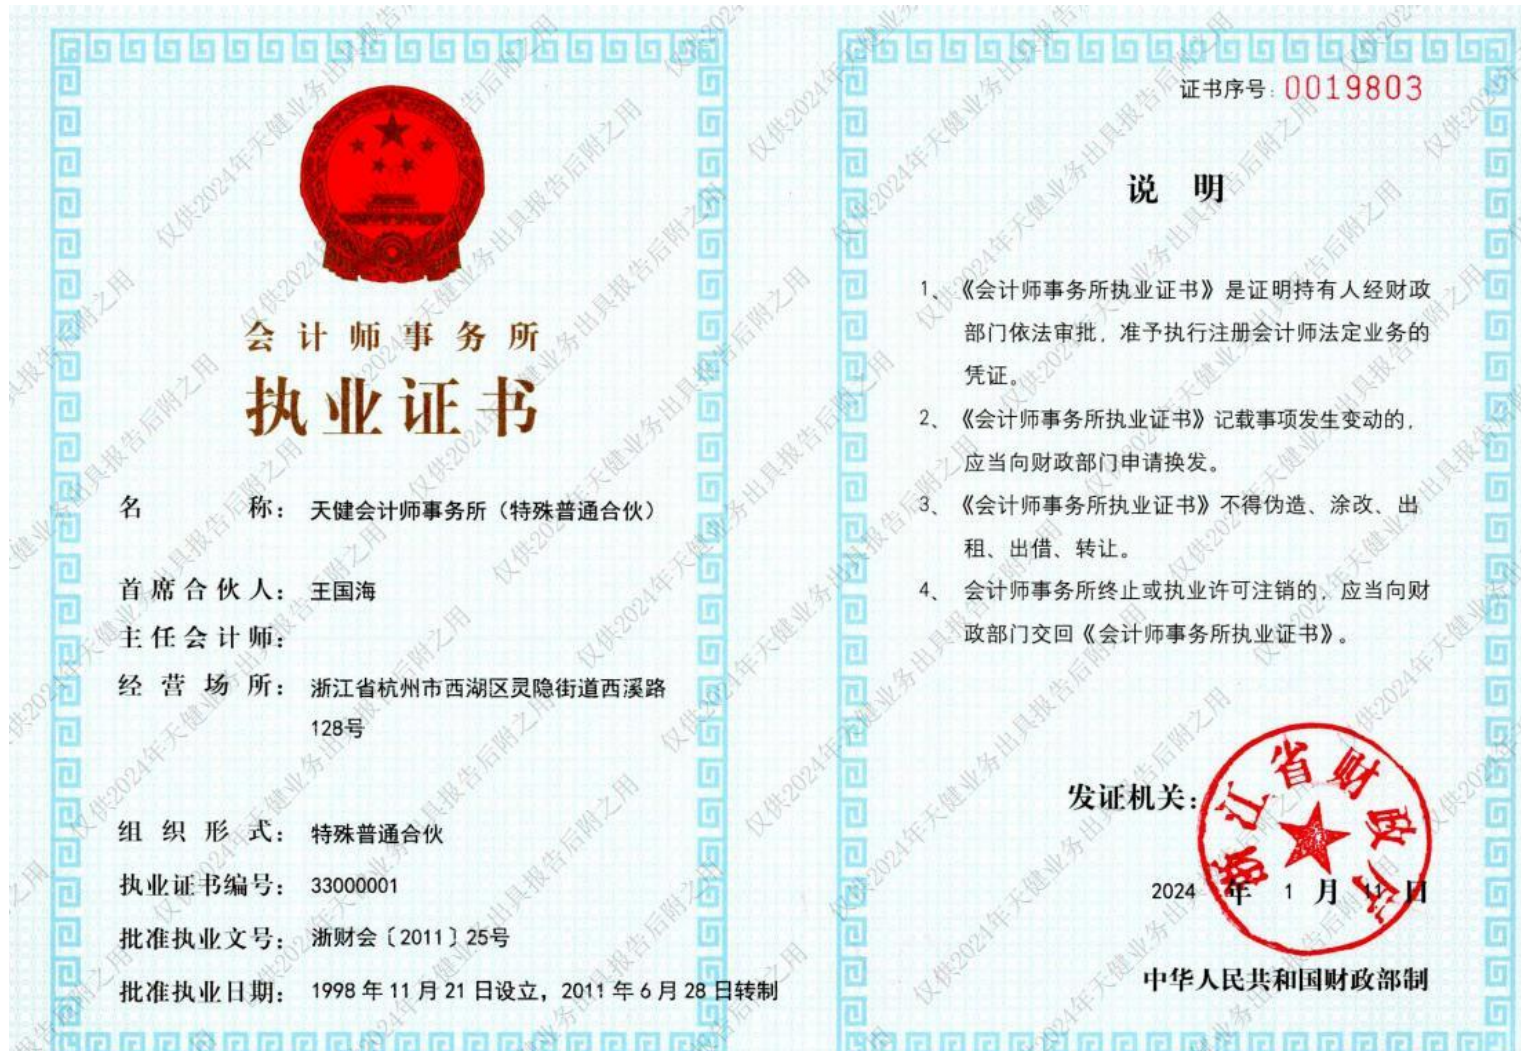 会计师事务所
执业证书
名称：天健会计师事务所（特殊普通合伙）
首席合伙人：王国海
主任会计师：
经营场所：浙江省杭州市西湖区灵隐街道西溪路
128号
组织形式：特殊普通合伙
执业证书编号：33000001
批准执业文号：浙财会〔2011〕25号
批准执业日期：1998年11月21日设立，2011年6月28日转制
证书序号：0019803
说明
1、《会计师事务所执业证书》是证明持有人经财政
部门依法审批，准予执行注册会计师法定业务的
凭证。
2、《会计师事务所执业证书》记载事项发生变动的，
应当向财政部门申请换发。
3、《会计师事务所执业证书》不得伪造、涂改、出
租、出借、转让。
4、会计师事务所终止或执业许可注销的，应当向财
政部门交回《会计师事务所执业证书》。
发证机关：
浙江省财政厅
2024年1月11日
中华人民共和国财政部制
仅供2024年天健业务出具报告后附之用